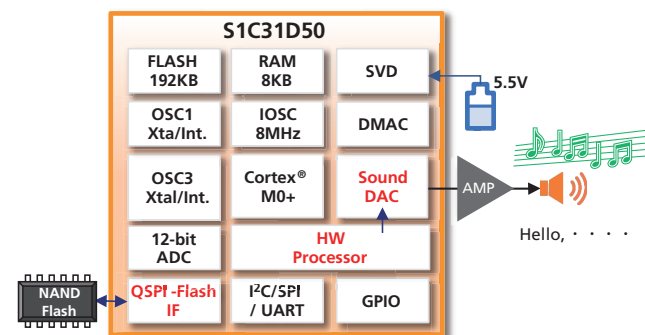 S1C31D50
FLASH
192KB
RAM
8KB
SVD
5.5V
OSC1
Xta/Int.
IOSC
8MHz
DMAC
OSC3
Xtal/Int.
Cortex®
M0+
Sound
DAC
AMP
Hello, · · · ·
12-bit
ADC
HW
Processor
NAND
Flash
QSPI-Flash
IF
I²C/SPI
/ UART
GPIO